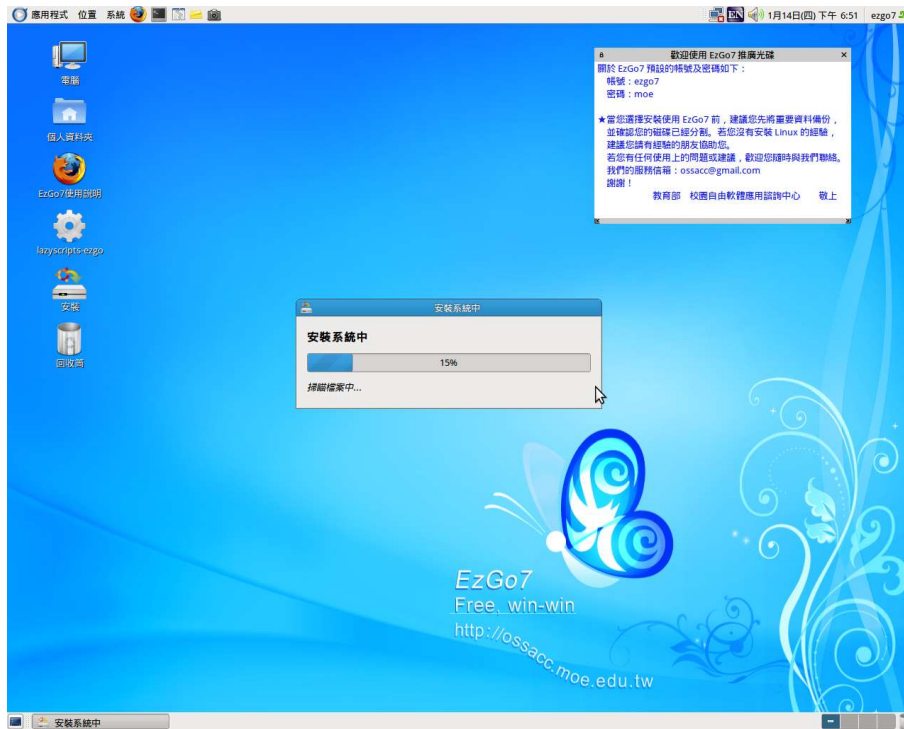 應用程式 位置 系統
EN 1月14日(四) 下午 6:51 ezgo7
電腦
個人資料夾
EzGo7使用說明
lazyscripts-ezgo
安裝
回收筒
歡迎使用 EzGo7 推廣光碟
關於 EzGo7 預設的帳號及密碼如下：
帳號：ezgo7
密碼：moe
★當您選擇安裝使用 EzGo7 前，建議您先將重要資料備份，
並確認您的磁碟已經分割。若您沒有安裝 Linux 的經驗，
建議您請有經驗的朋友協助您。
若您有任何使用上的問題或建議，歡迎您隨時與我們聯絡。
我們的服務信箱：ossacc@gmail.com
謝謝！
教育部 校園自由軟體應用諮詢中心 敬上
安裝系統中
安裝系統中
15%
掃瞄檔案中...
EzGo7
Free, win-win
http://ossacc.moe.edu.tw
安裝系統中